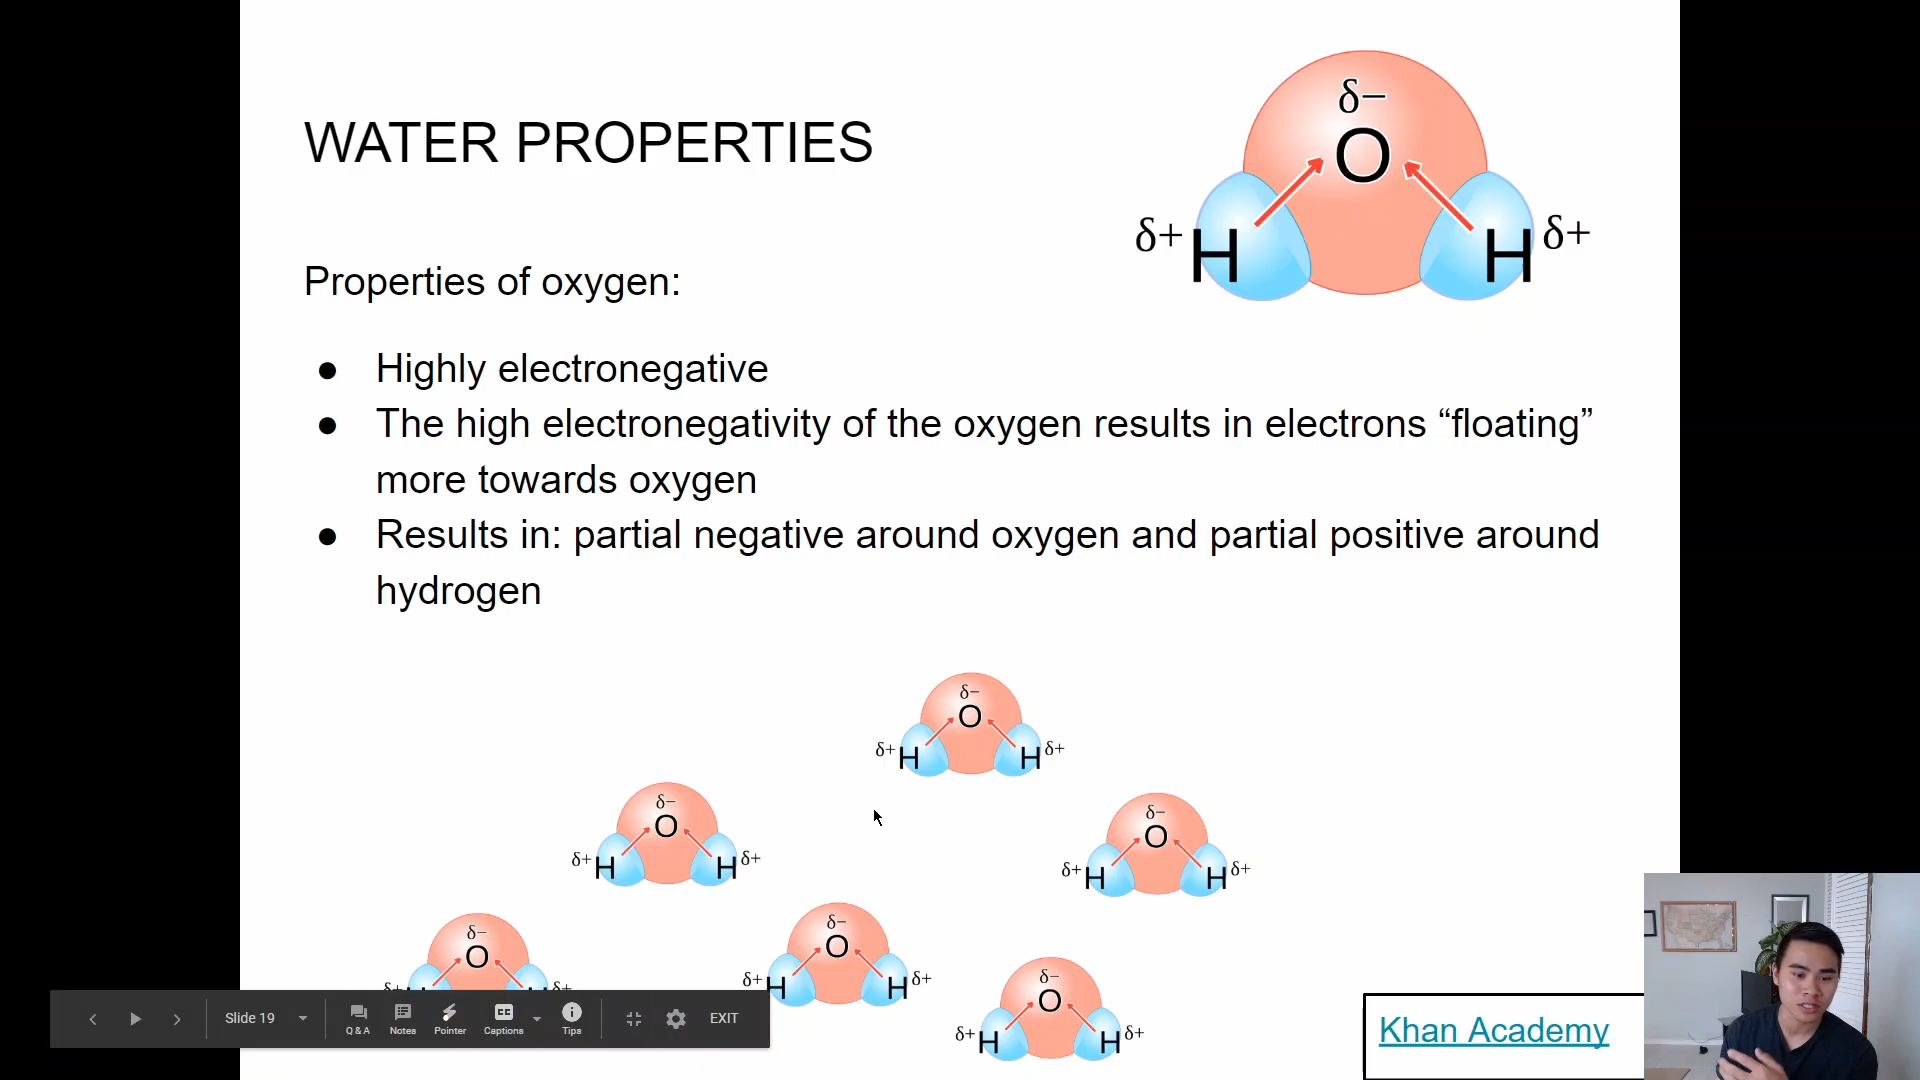 δ−
O
δ+ H H δ+
WATER PROPERTIES
Properties of oxygen:
● Highly electronegative
● The high electronegativity of the oxygen results in electrons “floating”
more towards oxygen
● Results in: partial negative around oxygen and partial positive around
hydrogen
δ−
O
δ+ H H δ+
δ−
O
δ+ H H δ+
δ−
O
δ+ H H δ+
δ−
O
δ+ δ+
δ−
O
δ+ H H δ+
δ−
O
δ+ H H δ+
Slide 19
Q & A Notes Pointer Captions Tips
CC
EXIT
Khan Academy